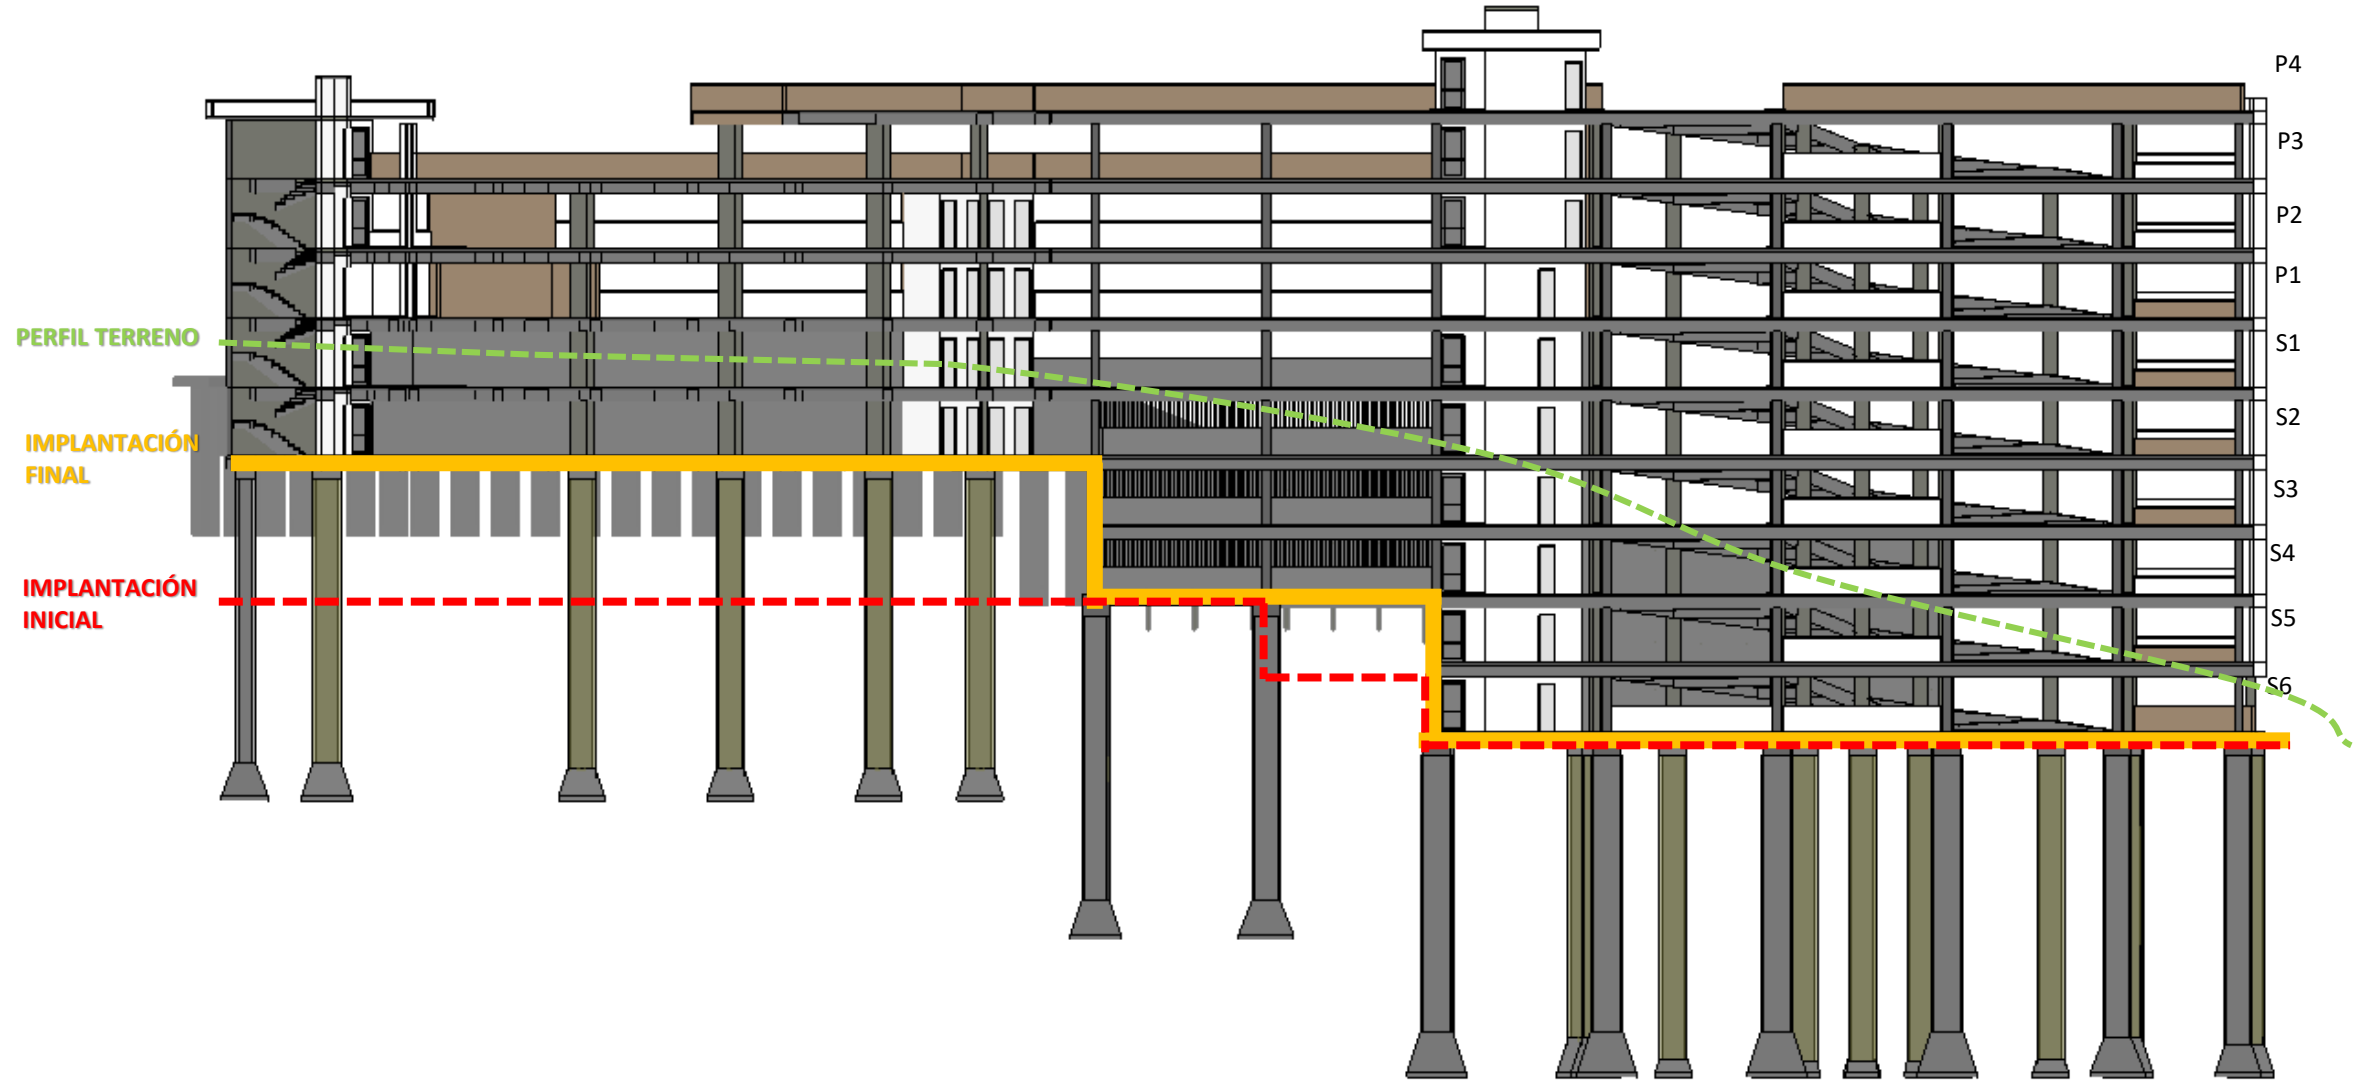 P4
P3
P2
P1
PERFIL TERRENO
S1
S2
IMPLANTACIÓN
FINAL
S3
S4
IMPLANTACIÓN
INICIAL
S5
S6